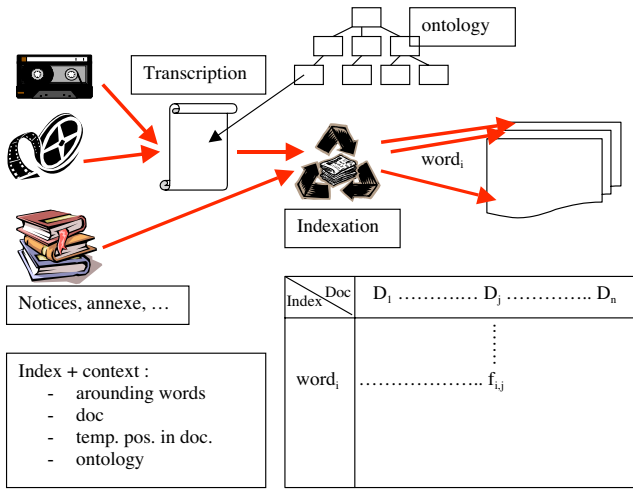 ontology
Transcription
word_i
Indexation
Notices, annexe, …
Index Doc D_1 ………..… D_j ………….. D_n
word_i ……………….. f_{i,j}
Index + context :
- arounding words
- doc
- temp. pos. in doc.
- ontology